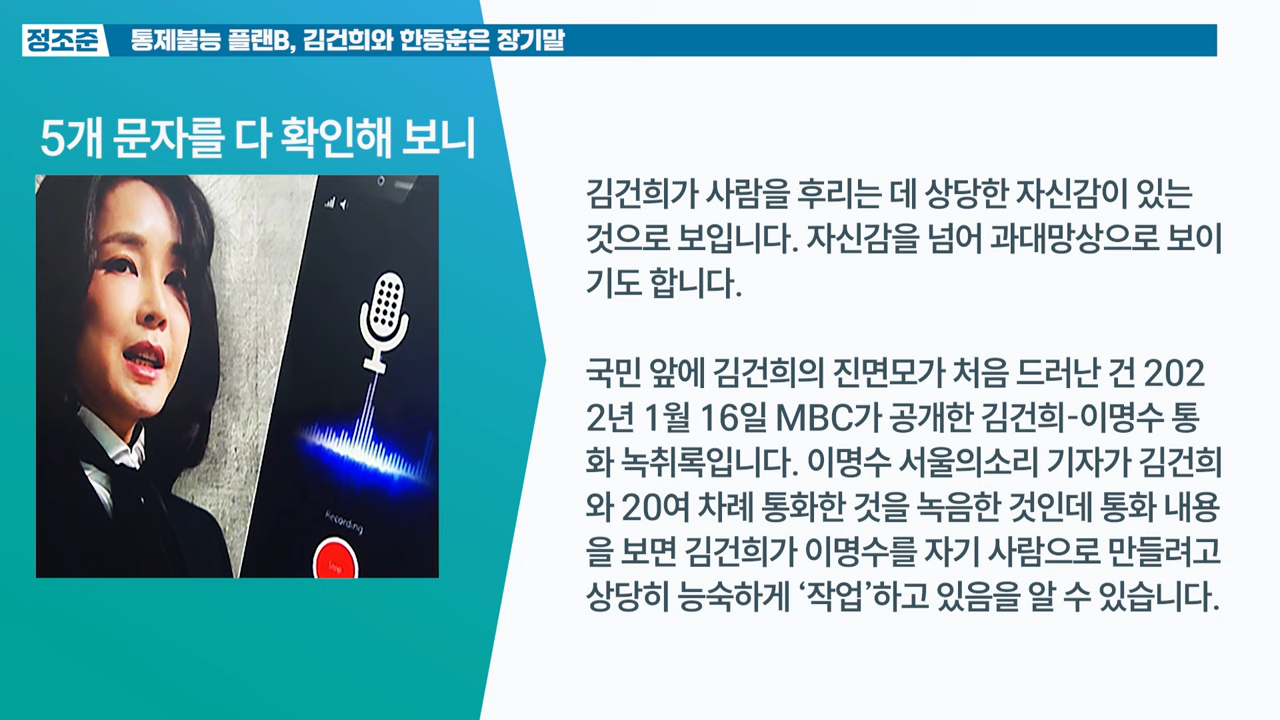 정조준
통제불능 플랜B, 김건희와 한동훈은 장기말
5개 문자를 다 확인해 보니
김건희가 사람을 후리는 데 상당한 자신감이 있는
것으로 보입니다. 자신감을 넘어 과대망상으로 보이
기도 합니다.
국민 앞에 김건희의 진면모가 처음 드러난 건 202
2년 1월 16일 MBC가 공개한 김건희-이명수 통
화 녹취록입니다. 이명수 서울의소리 기자가 김건희
와 20여 차례 통화한 것을 녹음한 것인데 통화 내용
을 보면 김건희가 이명수를 자기 사람으로 만들려고
상당히 능숙하게 ‘작업’하고 있음을 알 수 있습니다.
Recording
Stop